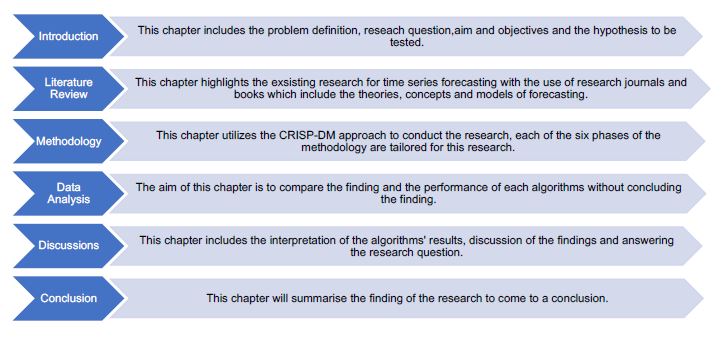 Introduction
This chapter includes the problem definition, reseach question,aim and objectives and the hypothesis to be
tested.
Literature
Review
This chapter highlights the exsisting research for time series forecasting with the use of research journals and
books which include the theories, concepts and models of forecasting.
Methodology
This chapter utilizes the CRISP-DM approach to conduct the research, each of the six phases of the
methodology are tailored for this research.
Data
Analysis
The aim of this chapter is to compare the finding and the performance of each algorithms without concluding
the finding.
Discussions
This chapter includes the interpretation of the algorithms' results, discussion of the findings and answering
the research question.
Conclusion
This chapter will summarise the finding of the research to come to a conclusion.